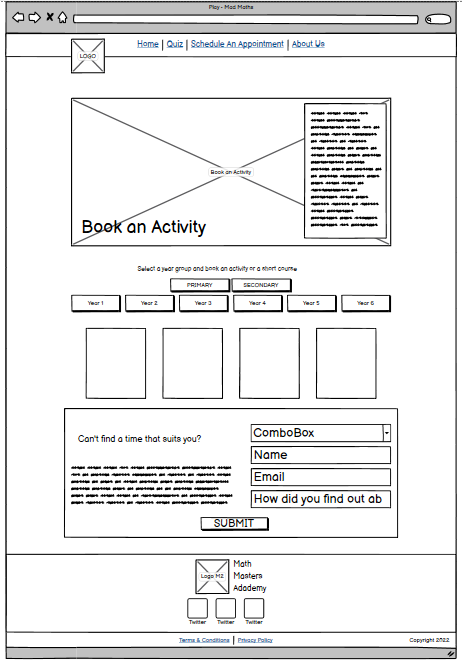 Play - Mad Maths
Home | Quiz | Schedule An Appointment | About Us
LOGO
Book an Activity
Book an Activity
Select a year group and book an activity or a short course
PRIMARY SECONDARY
Year 1 Year 2 Year 3 Year 4 Year 5 Year 6
Can't find a time that suits you?
ComboBox
Name
Email
How did you find out ab
SUBMIT
Logo M2
Math
Masters
Adademy
Twitter Twitter Twitter
Terms & Conditions | Privacy Policy
Copyright 2022